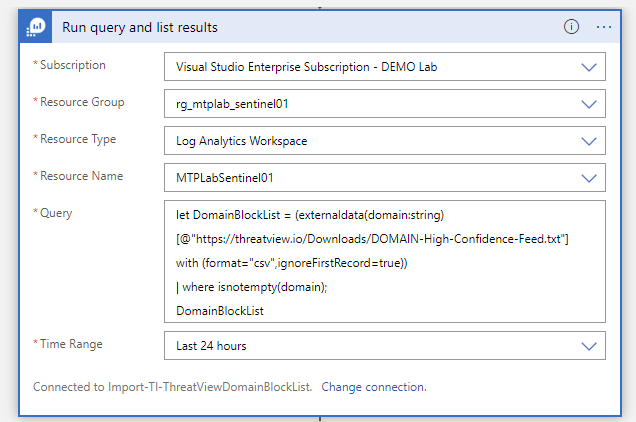 Run query and list results
* Subscription
Visual Studio Enterprise Subscription - DEMO Lab
* Resource Group
rg_mtplab_sentinel01
* Resource Type
Log Analytics Workspace
* Resource Name
MTPLabSentinel01
* Query
let DomainBlockList = (externaldata(domain:string)
[@"https://threatview.io/Downloads/DOMAIN-High-Confidence-Feed.txt"]
with (format="csv",ignoreFirstRecord=true))
| where isnotempty(domain);
DomainBlockList
* Time Range
Last 24 hours
Connected to Import-TI-ThreatViewDomainBlockList. Change connection.